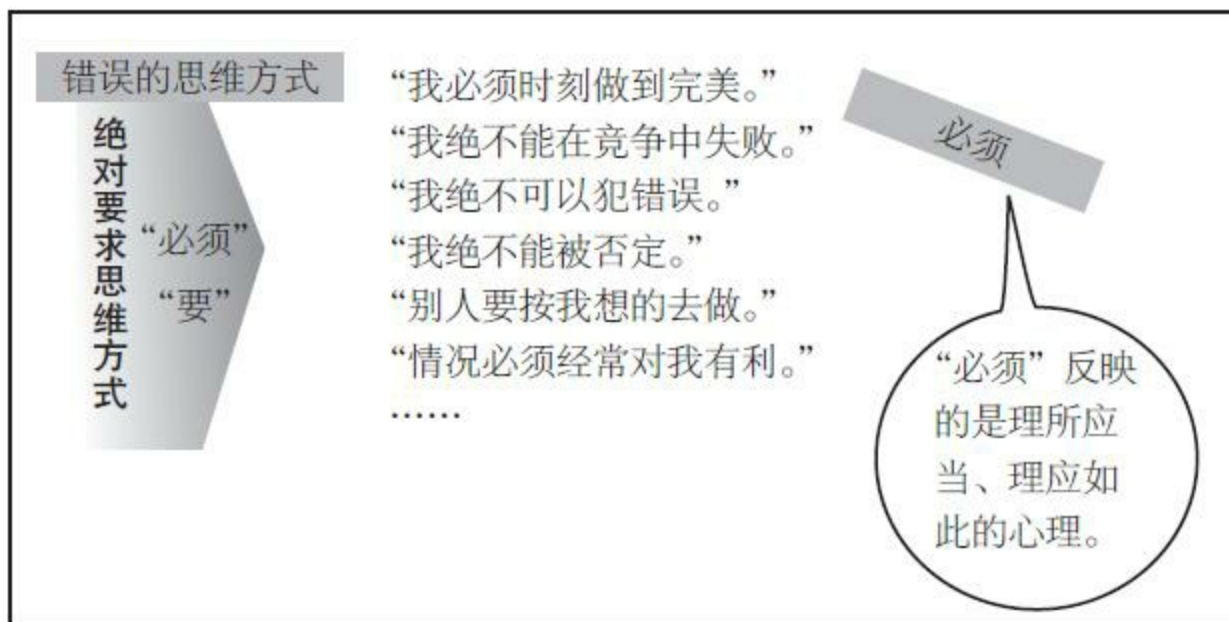 错误的思维方式
绝对要求思维方式
“必须”
“要”
“我必须时刻做到完美。”
“我绝不能在竞争中失败。”
“我绝不可以犯错误。”
“我绝不能被否定。”
“别人要按我想的去做。”
“情况必须经常对我有利。”
……
必须
“必须”反映
的是理所应
当、理应如
此的心理。